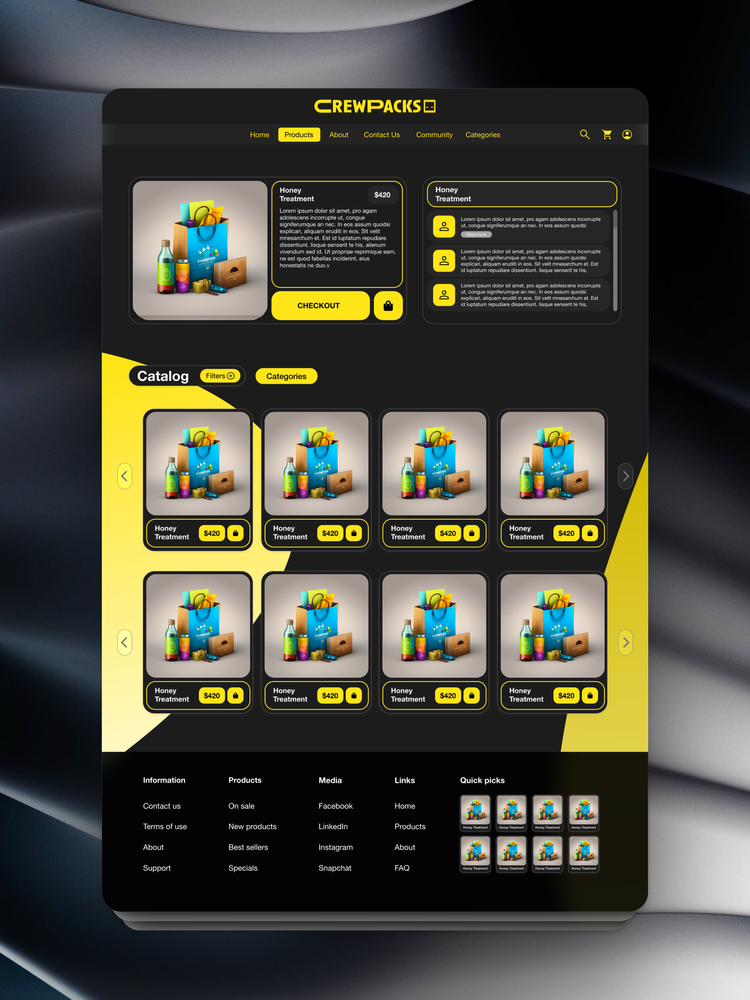 CREWPACKS
Home Products About Contact Us Community Categories
Honey
Treatment
$420
Lorem ipsum dolor sit amet, pro agam
adolescens incorrupte ut, congue
signiferumque an nec. In eos assum quodsi
explicari, aliquam eruditi in eos. Sit velit
mnesarchum et. Est id luptatum repudiare
dissentiunt. Iisque senserit te his, alienum
vivendum sed id. Ut propriae reprimique eam,
ne est quod fabellas inciderint, eius
honestatis ne duo.v
CHECKOUT
Honey
Treatment
Lorem ipsum dolor sit amet, pro agam adolescens incorrupte
ut, congue signiferumque an nec. In eos assum quodsi
Lorem ipsum dolor sit amet, pro agam adolescens incorrupte
ut, congue signiferumque an nec. In eos assum quodsi
explicari, aliquam eruditi in eos. Sit velit mnesarchum et. Est
id luptatum repudiare dissentiunt. Iisque senserit te his,
Lorem ipsum dolor sit amet, pro agam adolescens incorrupte
ut, congue signiferumque an nec. In eos assum quodsi
explicari, aliquam eruditi in eos. Sit velit mnesarchum et. Est
id luptatum repudiare dissentiunt. Iisque senserit te his,
Catalog Filters Categories
Honey
Treatment
$420
Honey
Treatment
$420
Honey
Treatment
$420
Honey
Treatment
$420
Honey
Treatment
$420
Honey
Treatment
$420
Honey
Treatment
$420
Honey
Treatment
$420
Information
Contact us
Terms of use
About
Support
Products
On sale
New products
Best sellers
Specials
Media
Facebook
LinkedIn
Instagram
Snapchat
Links
Home
Products
About
FAQ
Quick picks
Honey Treatment Honey Treatment Honey Treatment Honey Treatment
Honey Treatment Honey Treatment Honey Treatment Honey Treatment